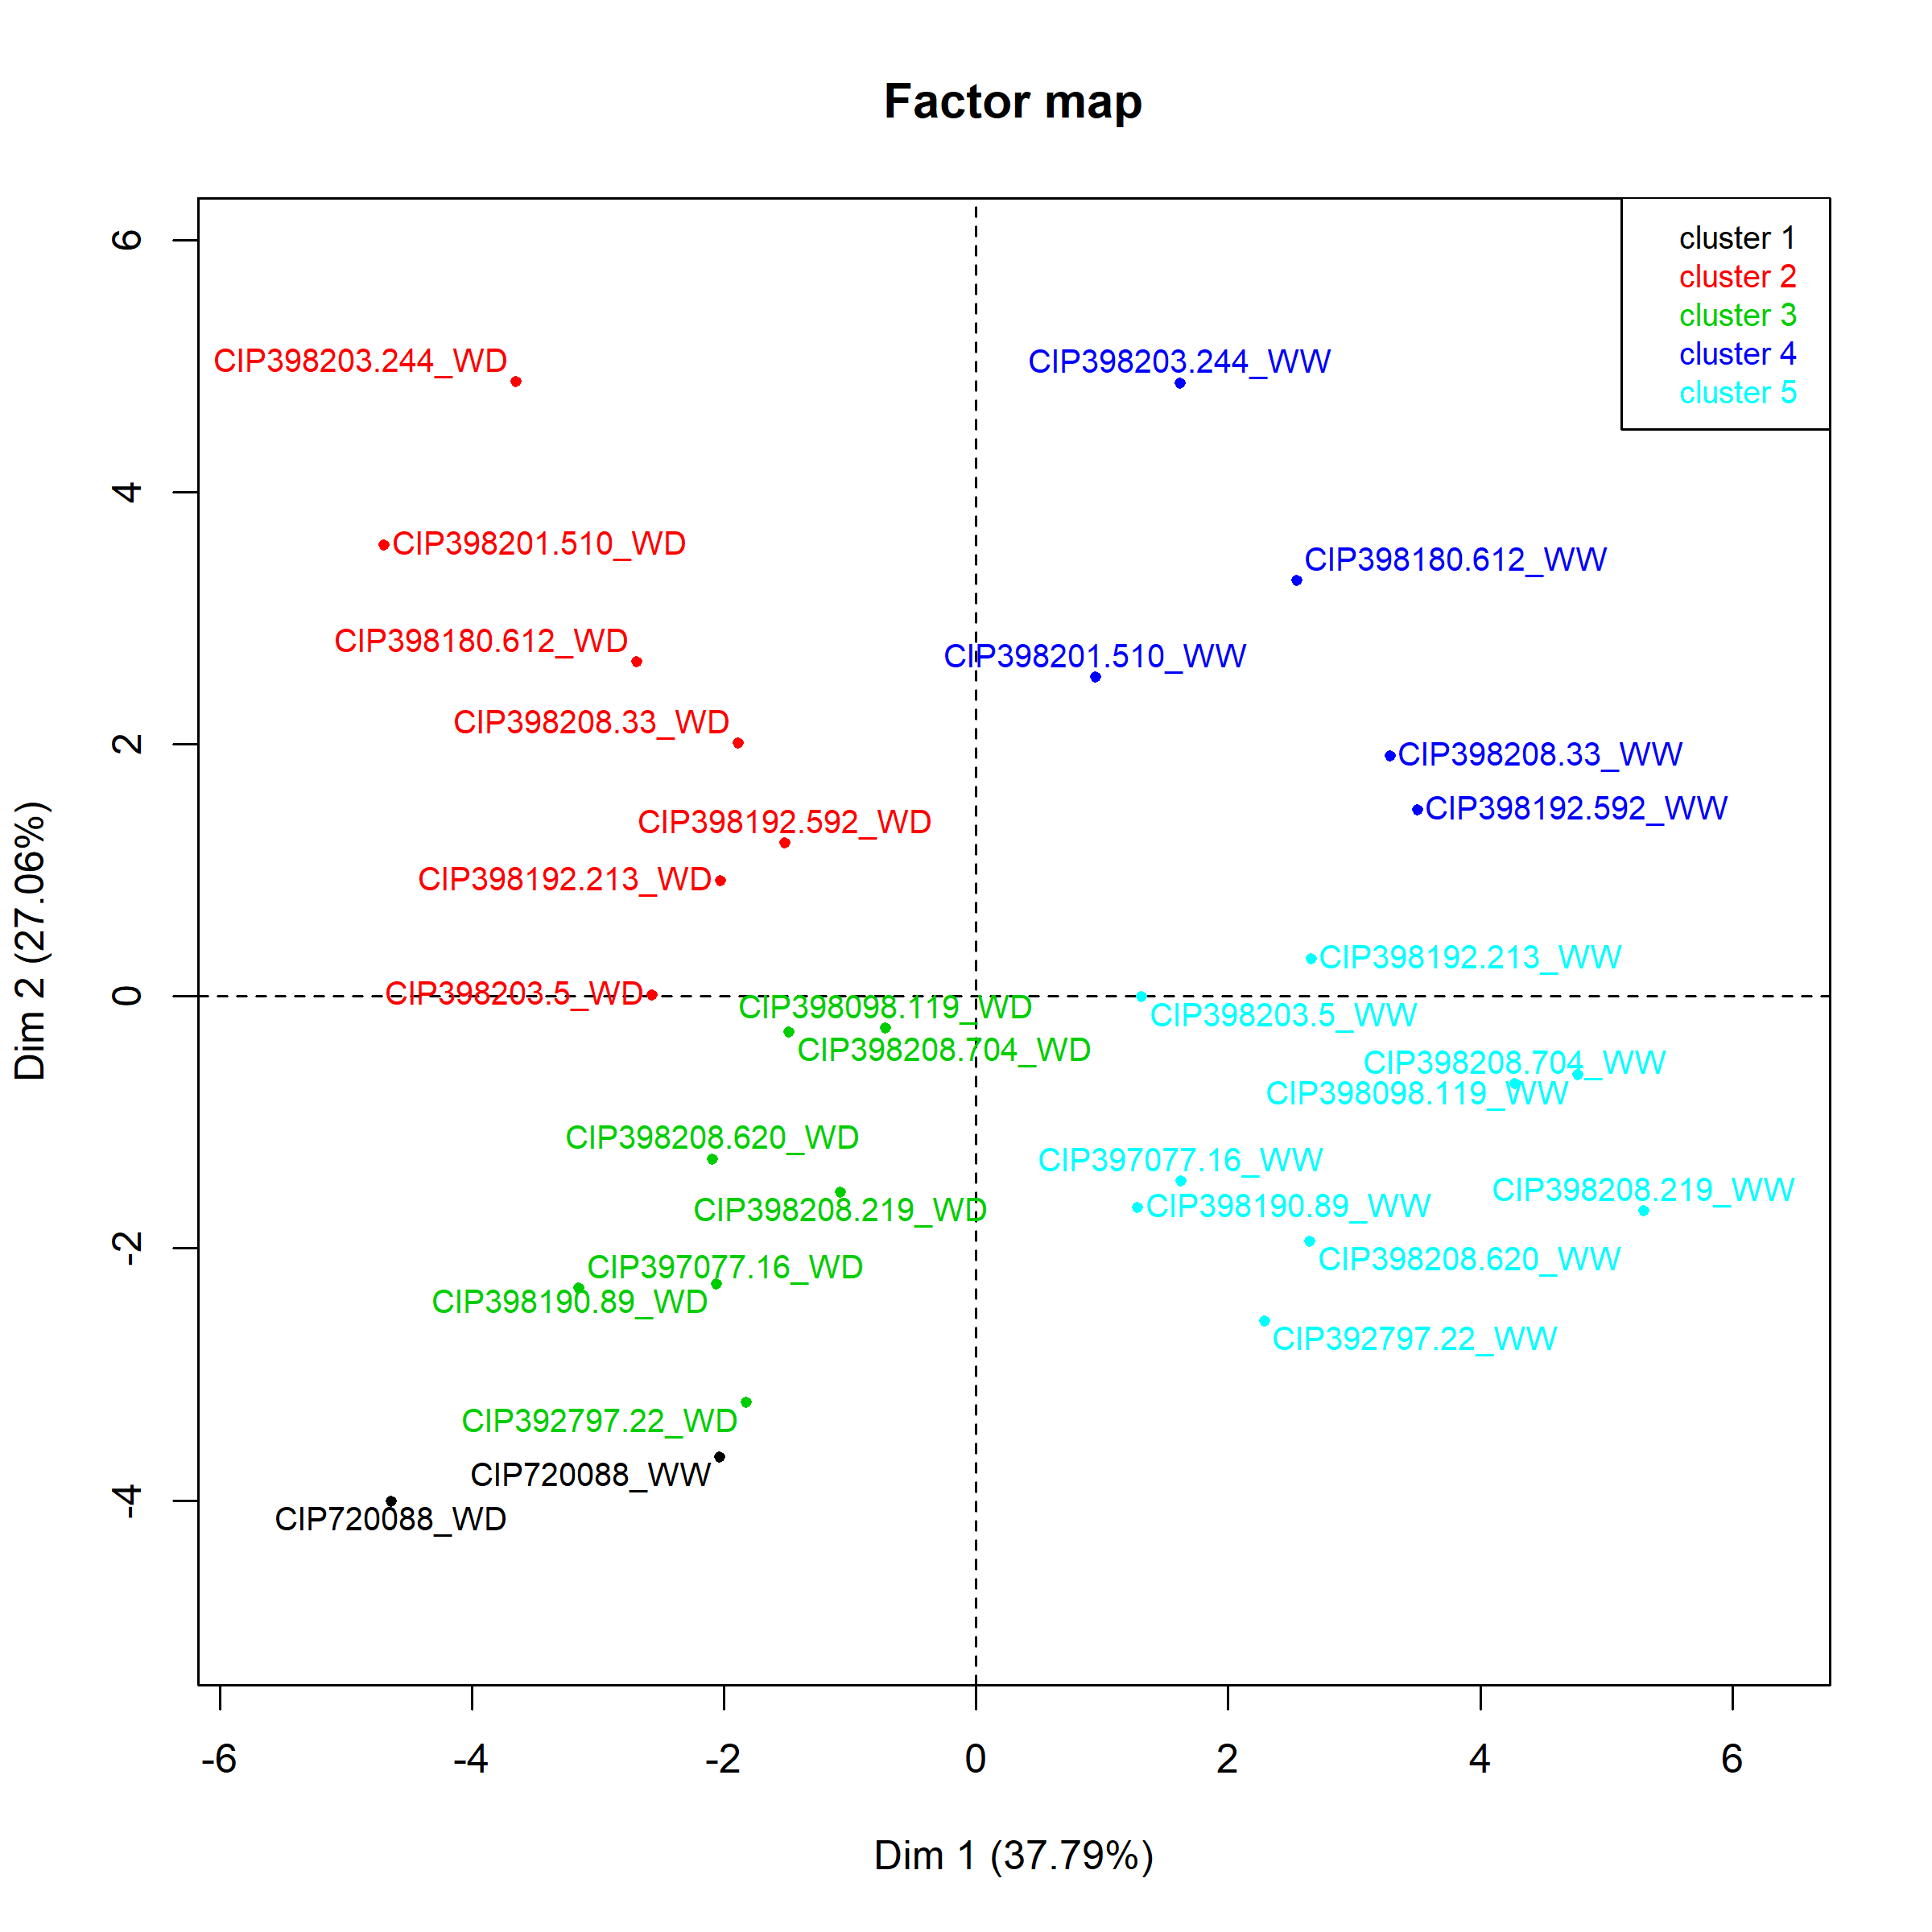 Factor map
cluster 1
cluster 2
cluster 3
cluster 4
cluster 5
6
4
2
0
-2
-4
Dim 2 (27.06%)
CIP398203.244_WD
CIP398203.244_WW
CIP398201.510_WD
CIP398180.612_WW
CIP398180.612_WD
CIP398201.510_WW
CIP398208.33_WD
CIP398208.33_WW
CIP398192.592_WW
CIP398192.592_WD
CIP398192.213_WD
CIP398192.213_WW
CIP398203.5_WD
CIP398098.119_WD
CIP398203.5_WW
CIP398208.704_WD
CIP398208.704_WW
CIP398098.119_WW
CIP398208.620_WD
CIP397077.16_WW
CIP398208.219_WW
CIP398190.89_WW
CIP398208.219_WD
CIP398208.620_WW
CIP397077.16_WD
CIP398190.89_WD
CIP392797.22_WW
CIP392797.22_WD
CIP720088_WW
CIP720088_WD
-6 -4 -2 0 2 4 6
Dim 1 (37.79%)